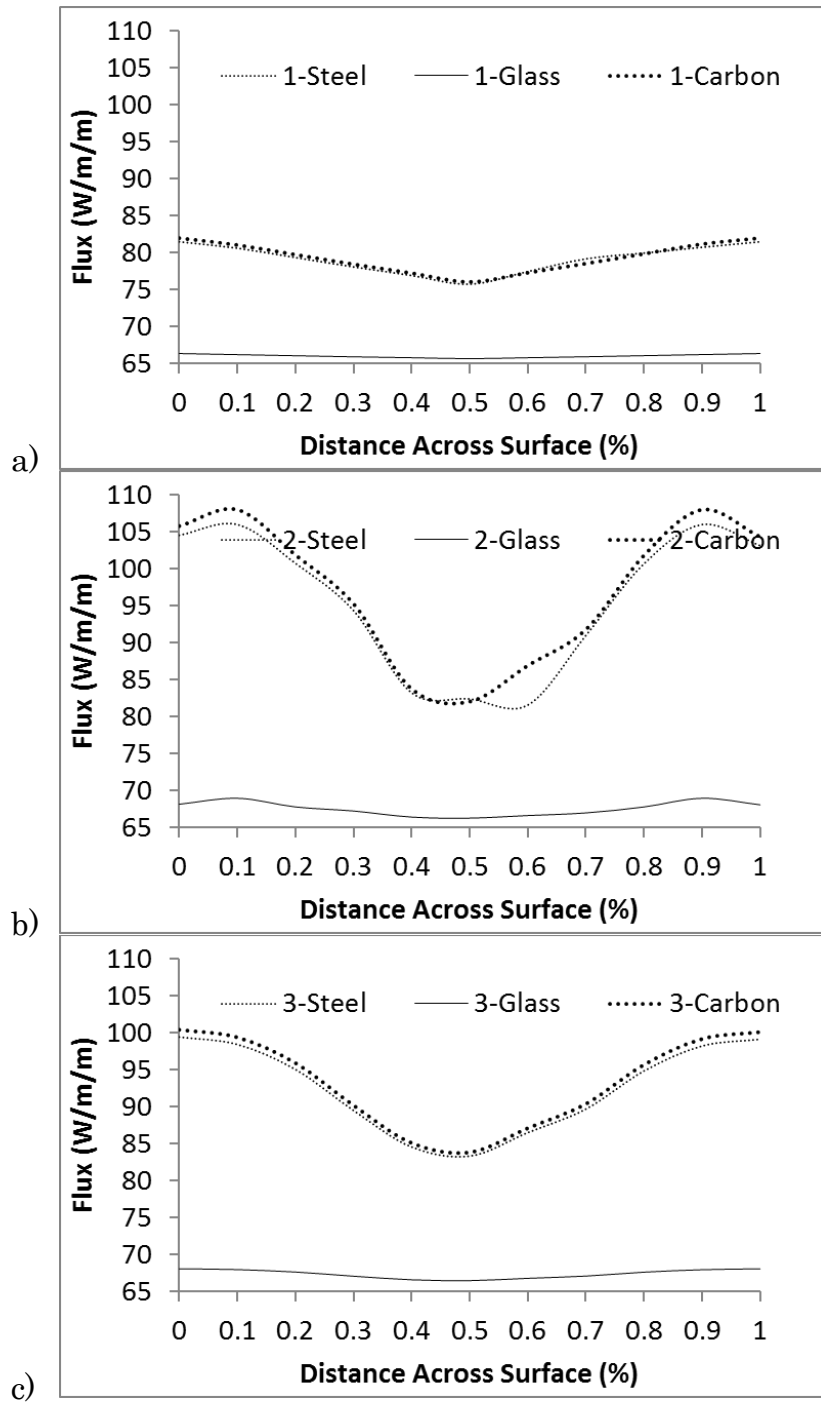 110
105
100
95
90
85
80
75
70
65
Flux (W/m/m)
1-Steel 1-Glass 1-Carbon
0 0.1 0.2 0.3 0.4 0.5 0.6 0.7 0.8 0.9 1
Distance Across Surface (%)
a)
110
105
100
95
90
85
80
75
70
65
Flux (W/m/m)
2-Steel 2-Glass 2-Carbon
0 0.1 0.2 0.3 0.4 0.5 0.6 0.7 0.8 0.9 1
Distance Across Surface (%)
b)
110
105
100
95
90
85
80
75
70
65
Flux (W/m/m)
3-Steel 3-Glass 3-Carbon
0 0.1 0.2 0.3 0.4 0.5 0.6 0.7 0.8 0.9 1
Distance Across Surface (%)
c)